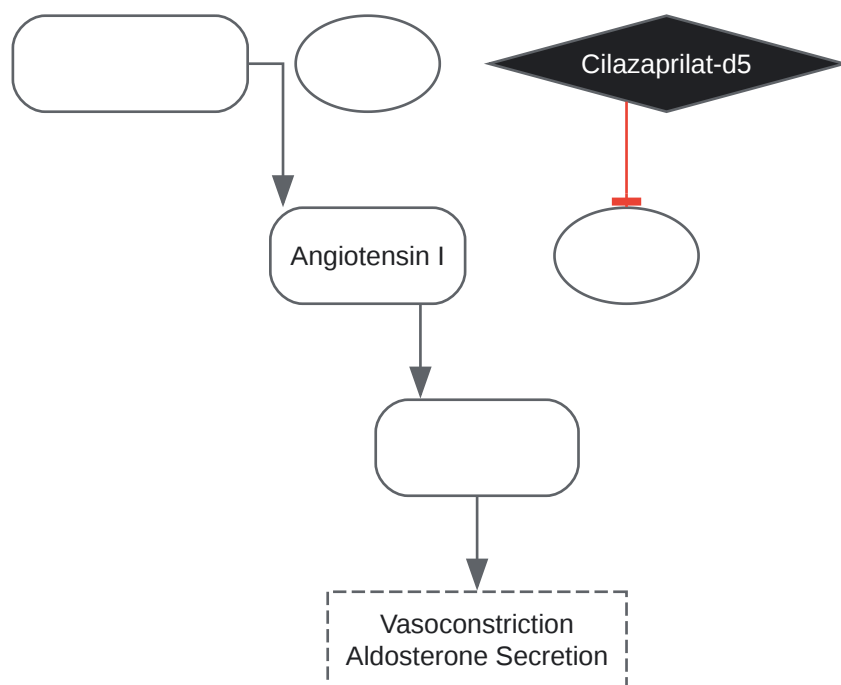 Cilazaprilat-d5
Angiotensin I
Vasoconstriction
Aldosterone Secretion